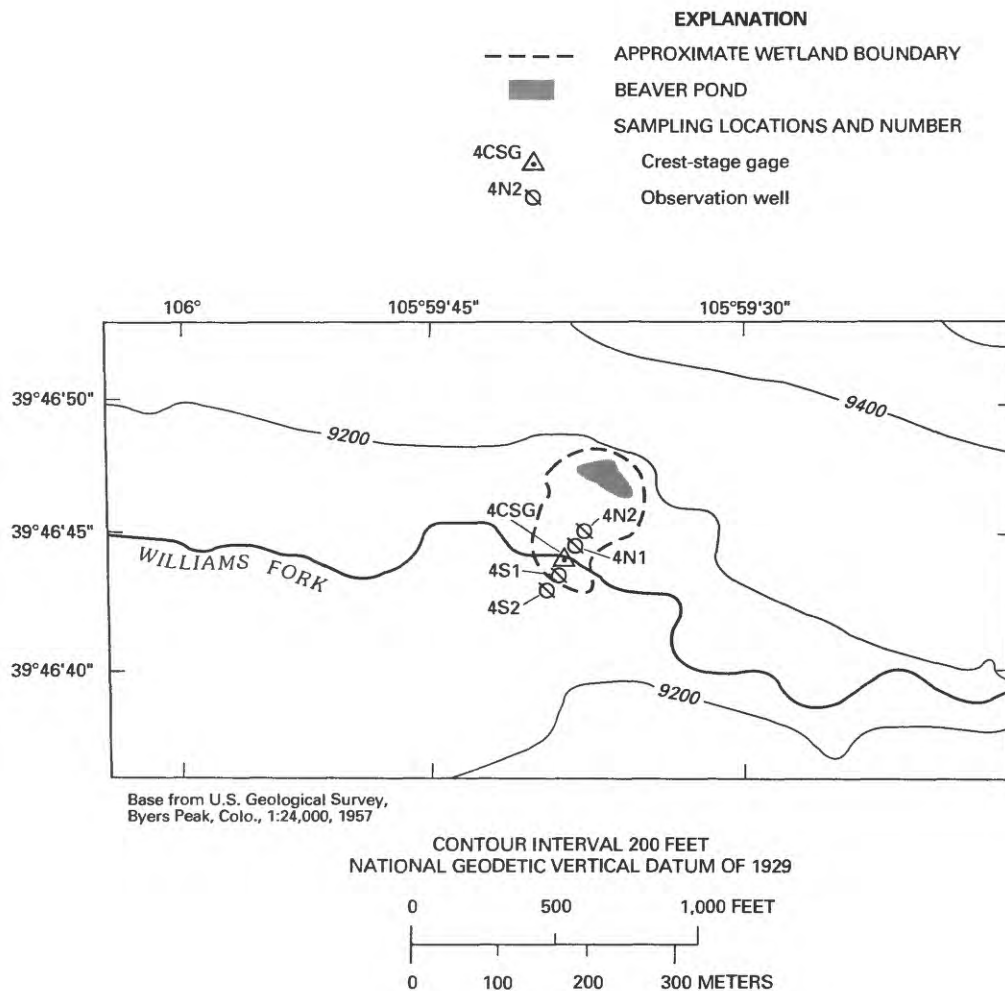 EXPLANATION
APPROXIMATE WETLAND BOUNDARY
BEAVER POND
SAMPLING LOCATIONS AND NUMBER
4CSG Crest-stage gage
4N2 Observation well
106° 105°59'45" 105°59'30"
39°46'50"
9400
9200
4CSG
4N2
39°46'45"
4N1
WILLIAMS FORK
4S1
4S2
39°46'40"
9200
Base from U.S. Geological Survey,
Byers Peak, Colo., 1:24,000, 1957
CONTOUR INTERVAL 200 FEET
NATIONAL GEODETIC VERTICAL DATUM OF 1929
0 500 1,000 FEET
0 100 200 300 METERS